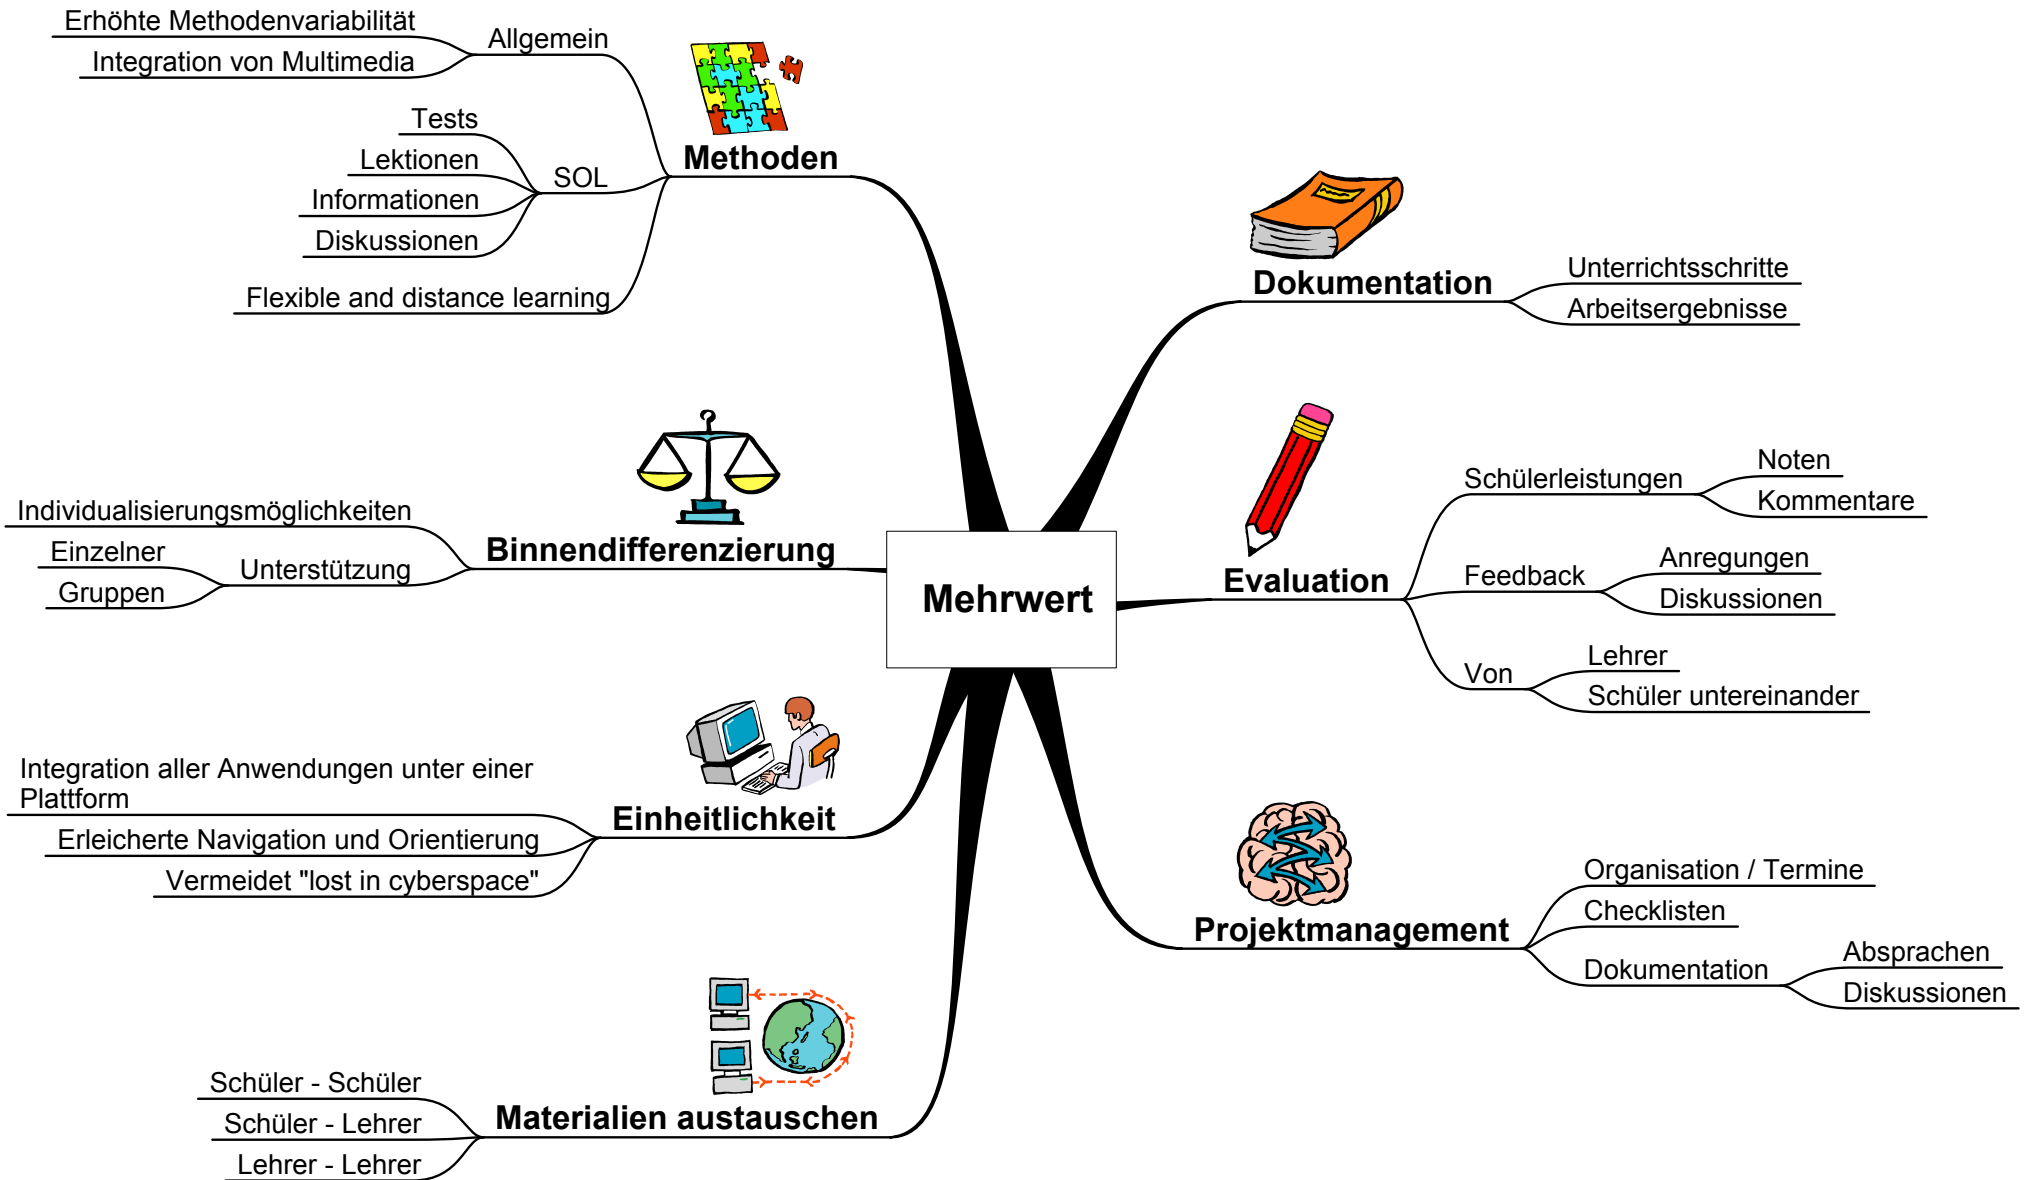 Erhöhte Methodenvariabilität
Integration von Multimedia
Allgemein
Tests
Lektionen
Informationen
Diskussionen
SOL
Flexible and distance learning
Methoden
Individualisierungsmöglichkeiten
Einzelner
Gruppen
Unterstützung
Binnendifferenzierung
Integration aller Anwendungen unter einer
Plattform
Erleicherte Navigation und Orientierung
Vermeidet "lost in cyberspace"
Einheitlichkeit
Schüler - Schüler
Schüler - Lehrer
Lehrer - Lehrer
Materialien austauschen
Mehrwert
Dokumentation
Unterrichtsschritte
Arbeitsergebnisse
Evaluation
Schülerleistungen
Noten
Kommentare
Feedback
Anregungen
Diskussionen
Von
Lehrer
Schüler untereinander
Projektmanagement
Organisation / Termine
Checklisten
Dokumentation
Absprachen
Diskussionen